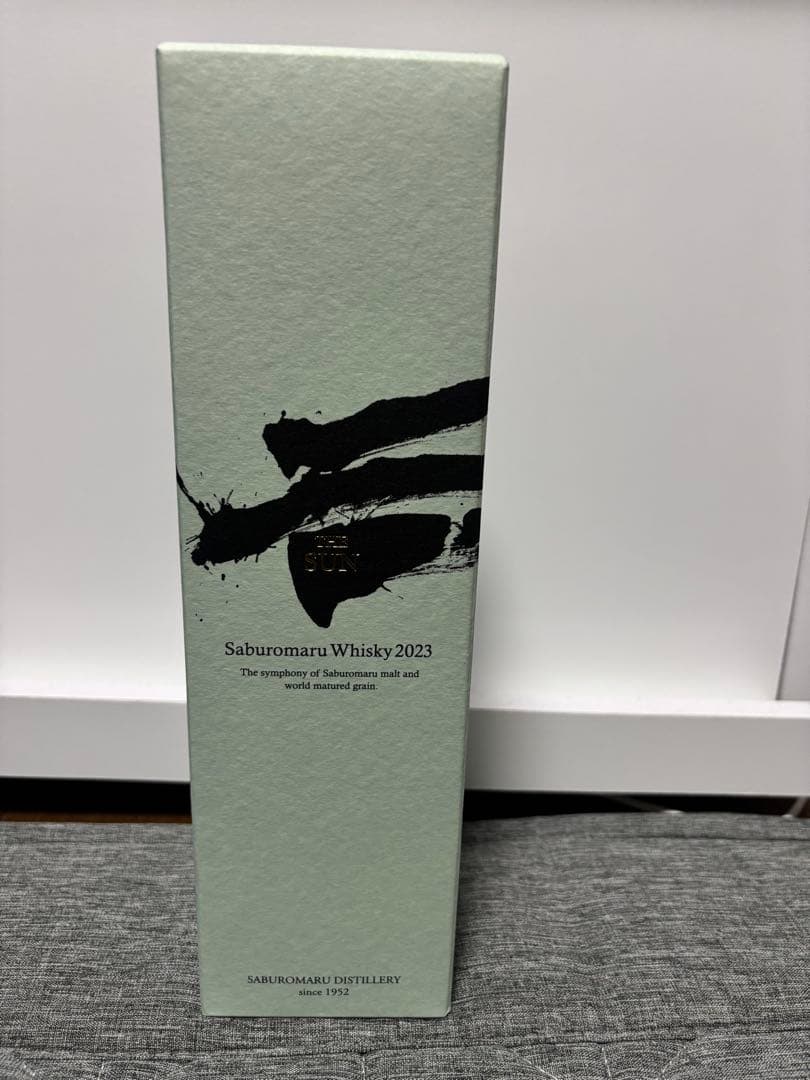 THE
SUN
Saburomaru Whisky 2023
The symphony of Saburomaru malt and
world matured grain.
SABUROMARU DISTILLERY
since 1952